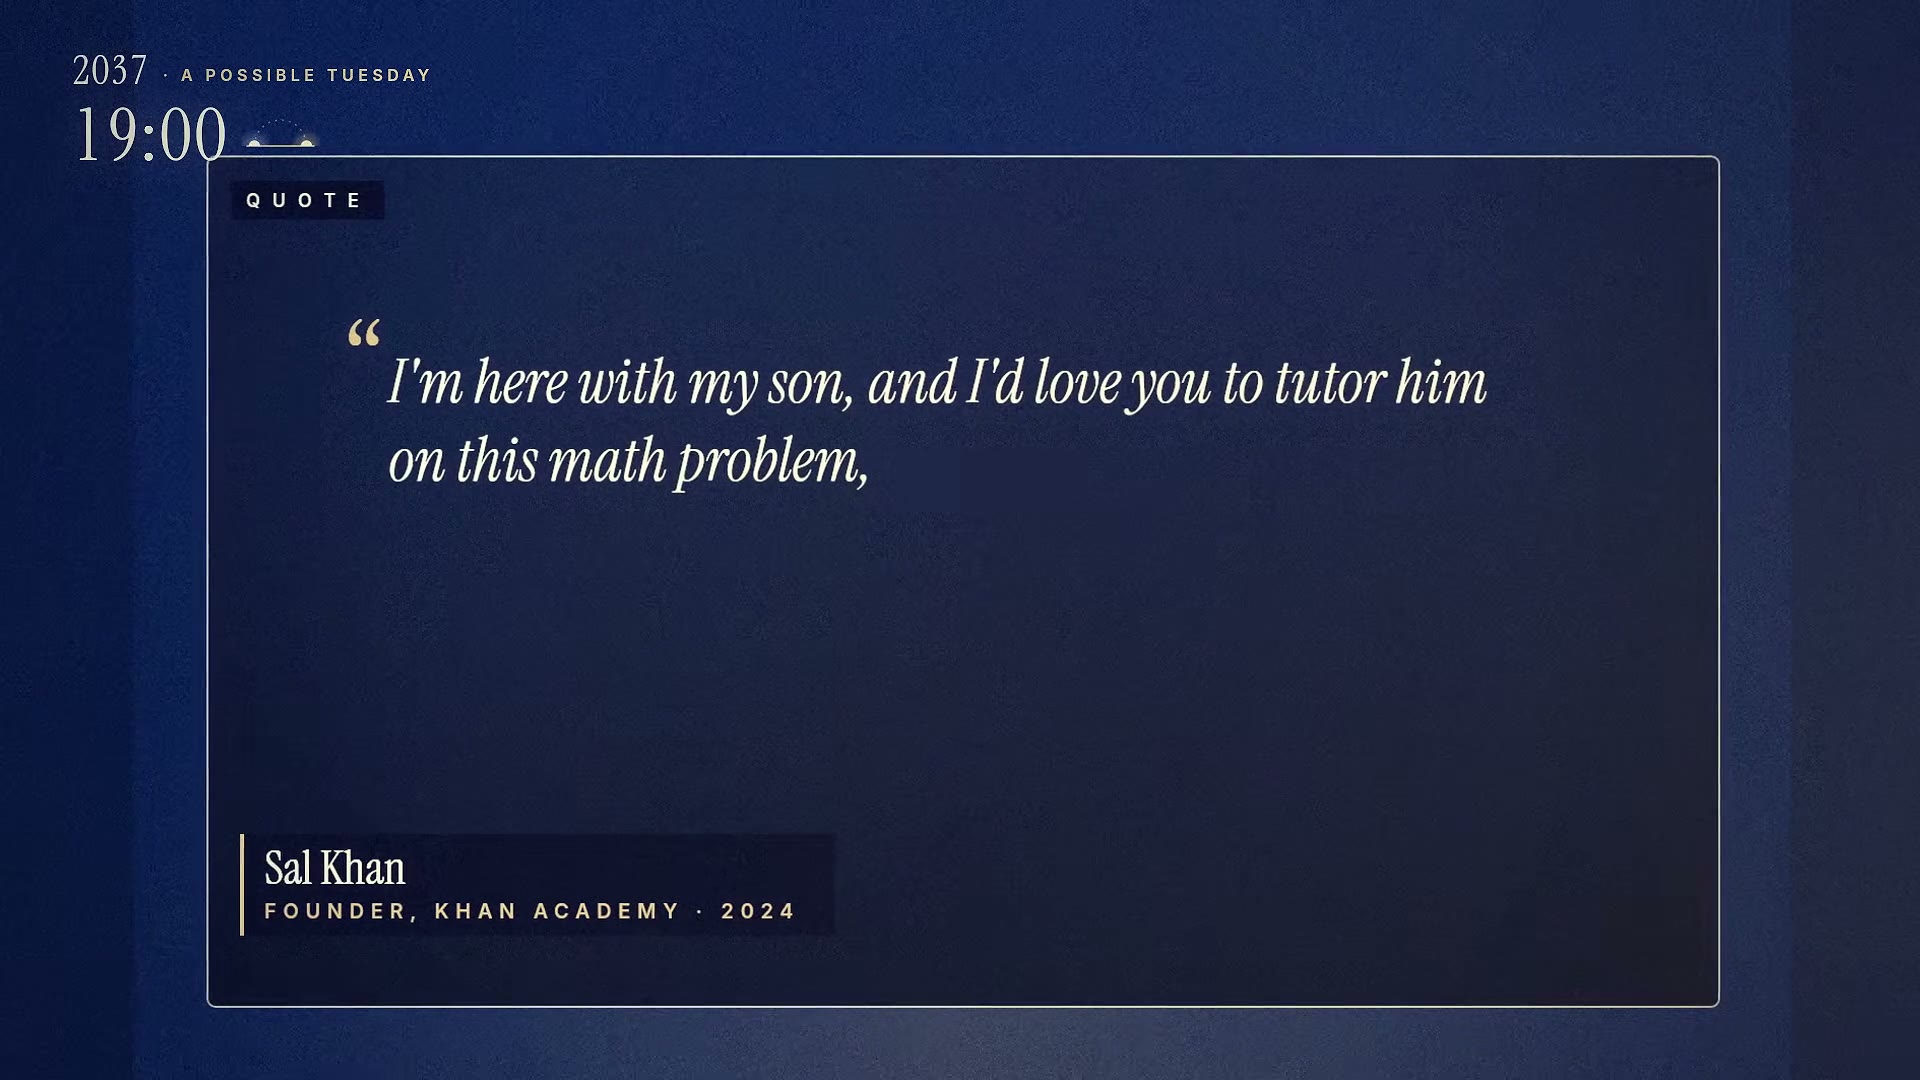 2037 · A POSSIBLE TUESDAY
19:00
QUOTE
“I'm here with my son, and I'd love you to tutor him
on this math problem,
Sal Khan
FOUNDER, KHAN ACADEMY · 2024